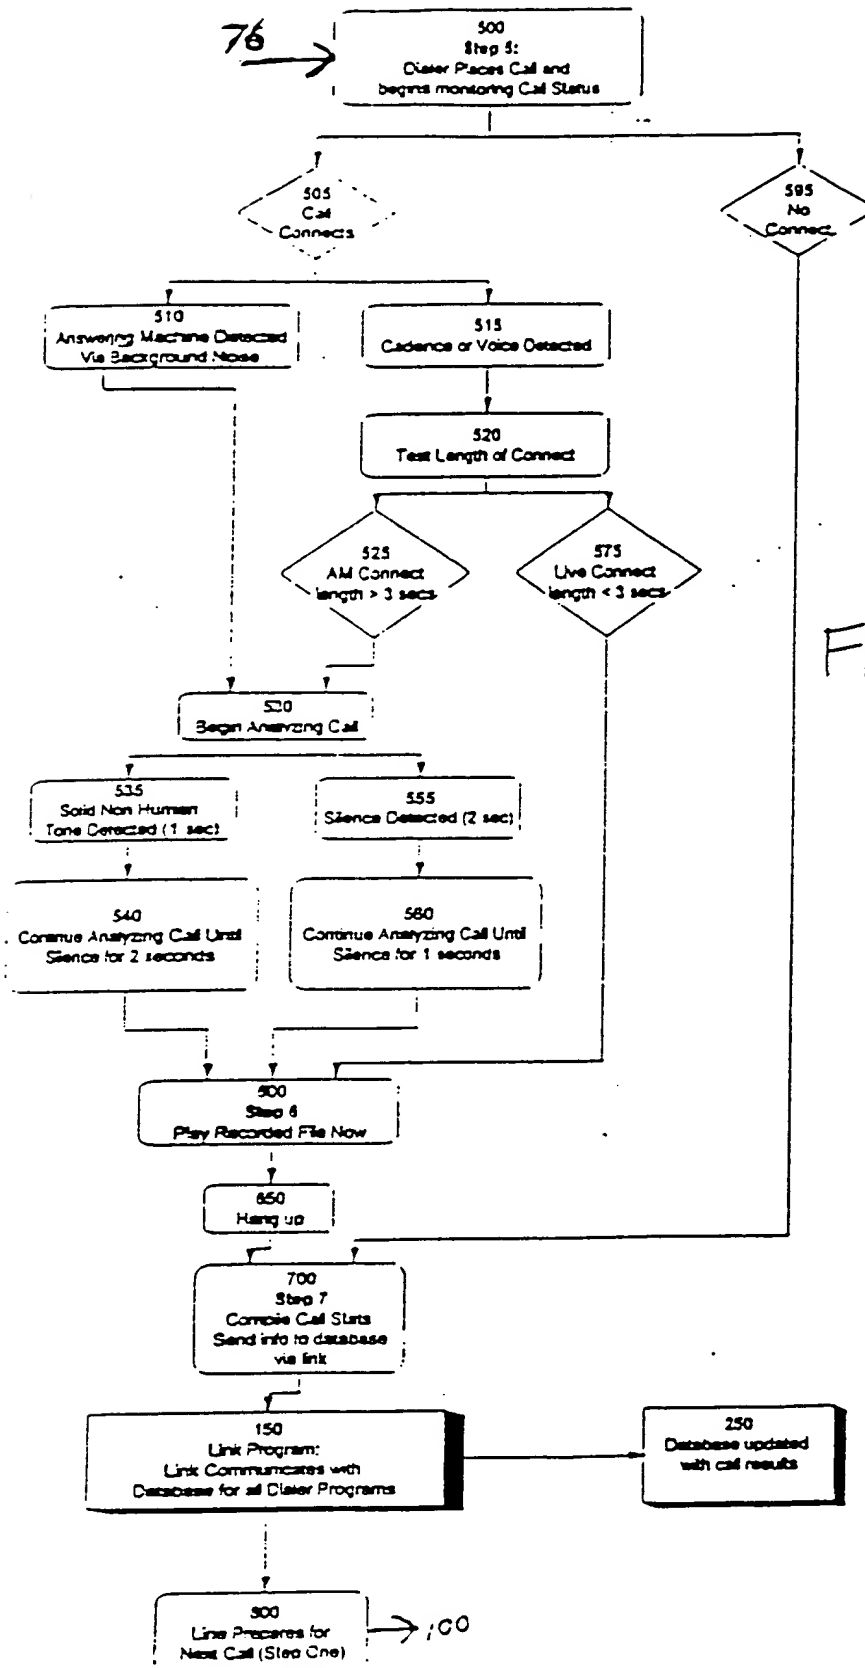 76
500
Step 5:
Dialer Places Call and
begins monitoring Call Status
505
Call
Connects
595
No
Connect
510
Answering Machine Detected
Via Background Noise
515
Cadence or Voice Detected
520
Test Length of Connect
525
AM Connect
length > 3 secs
575
Live Connect
length < 3 secs
530
Begin Analyzing Call
535
Solid Non Human
Tone Detected (1 sec)
555
Silence Detected (2 sec)
540
Continue Analyzing Call Until
Silence for 2 seconds
560
Continue Analyzing Call Until
Silence for 1 seconds
600
Step 6
Play Recorded File Now
650
Hang up
700
Step 7
Compile Call Stats
Send info to database
via link
150
Link Program:
Link Communicates with
Database for all Dialer Programs
250
Database updated
with call results
800
Line Prepares for
Next Call (Step One)
100